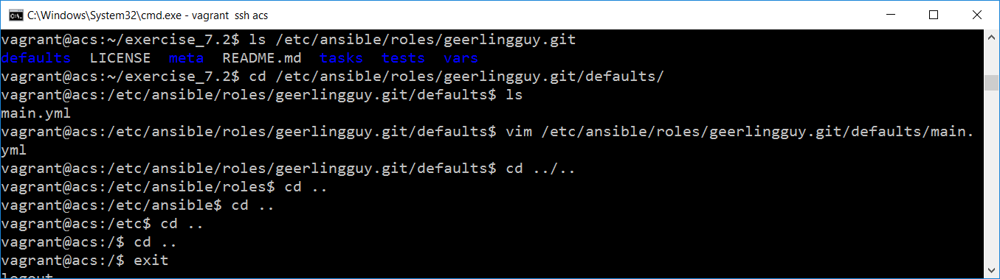 C:\Windows\System32\cmd.exe - vagrant  ssh acs
vagrant@acs:~/exercise_7.2$ ls /etc/ansible/roles/geerlingguy.git
defaults  LICENSE  meta  README.md  tasks  tests  vars
vagrant@acs:~/exercise_7.2$ cd /etc/ansible/roles/geerlingguy.git/defaults/
vagrant@acs:/etc/ansible/roles/geerlingguy.git/defaults$ ls
main.yml
vagrant@acs:/etc/ansible/roles/geerlingguy.git/defaults$ vim /etc/ansible/roles/geerlingguy.git/defaults/main.
yml
vagrant@acs:/etc/ansible/roles/geerlingguy.git/defaults$ cd ../..
vagrant@acs:/etc/ansible/roles$ cd ..
vagrant@acs:/etc/ansible$ cd ..
vagrant@acs:/etc$ cd ..
vagrant@acs:/$ cd ..
vagrant@acs:/$ exit
logout